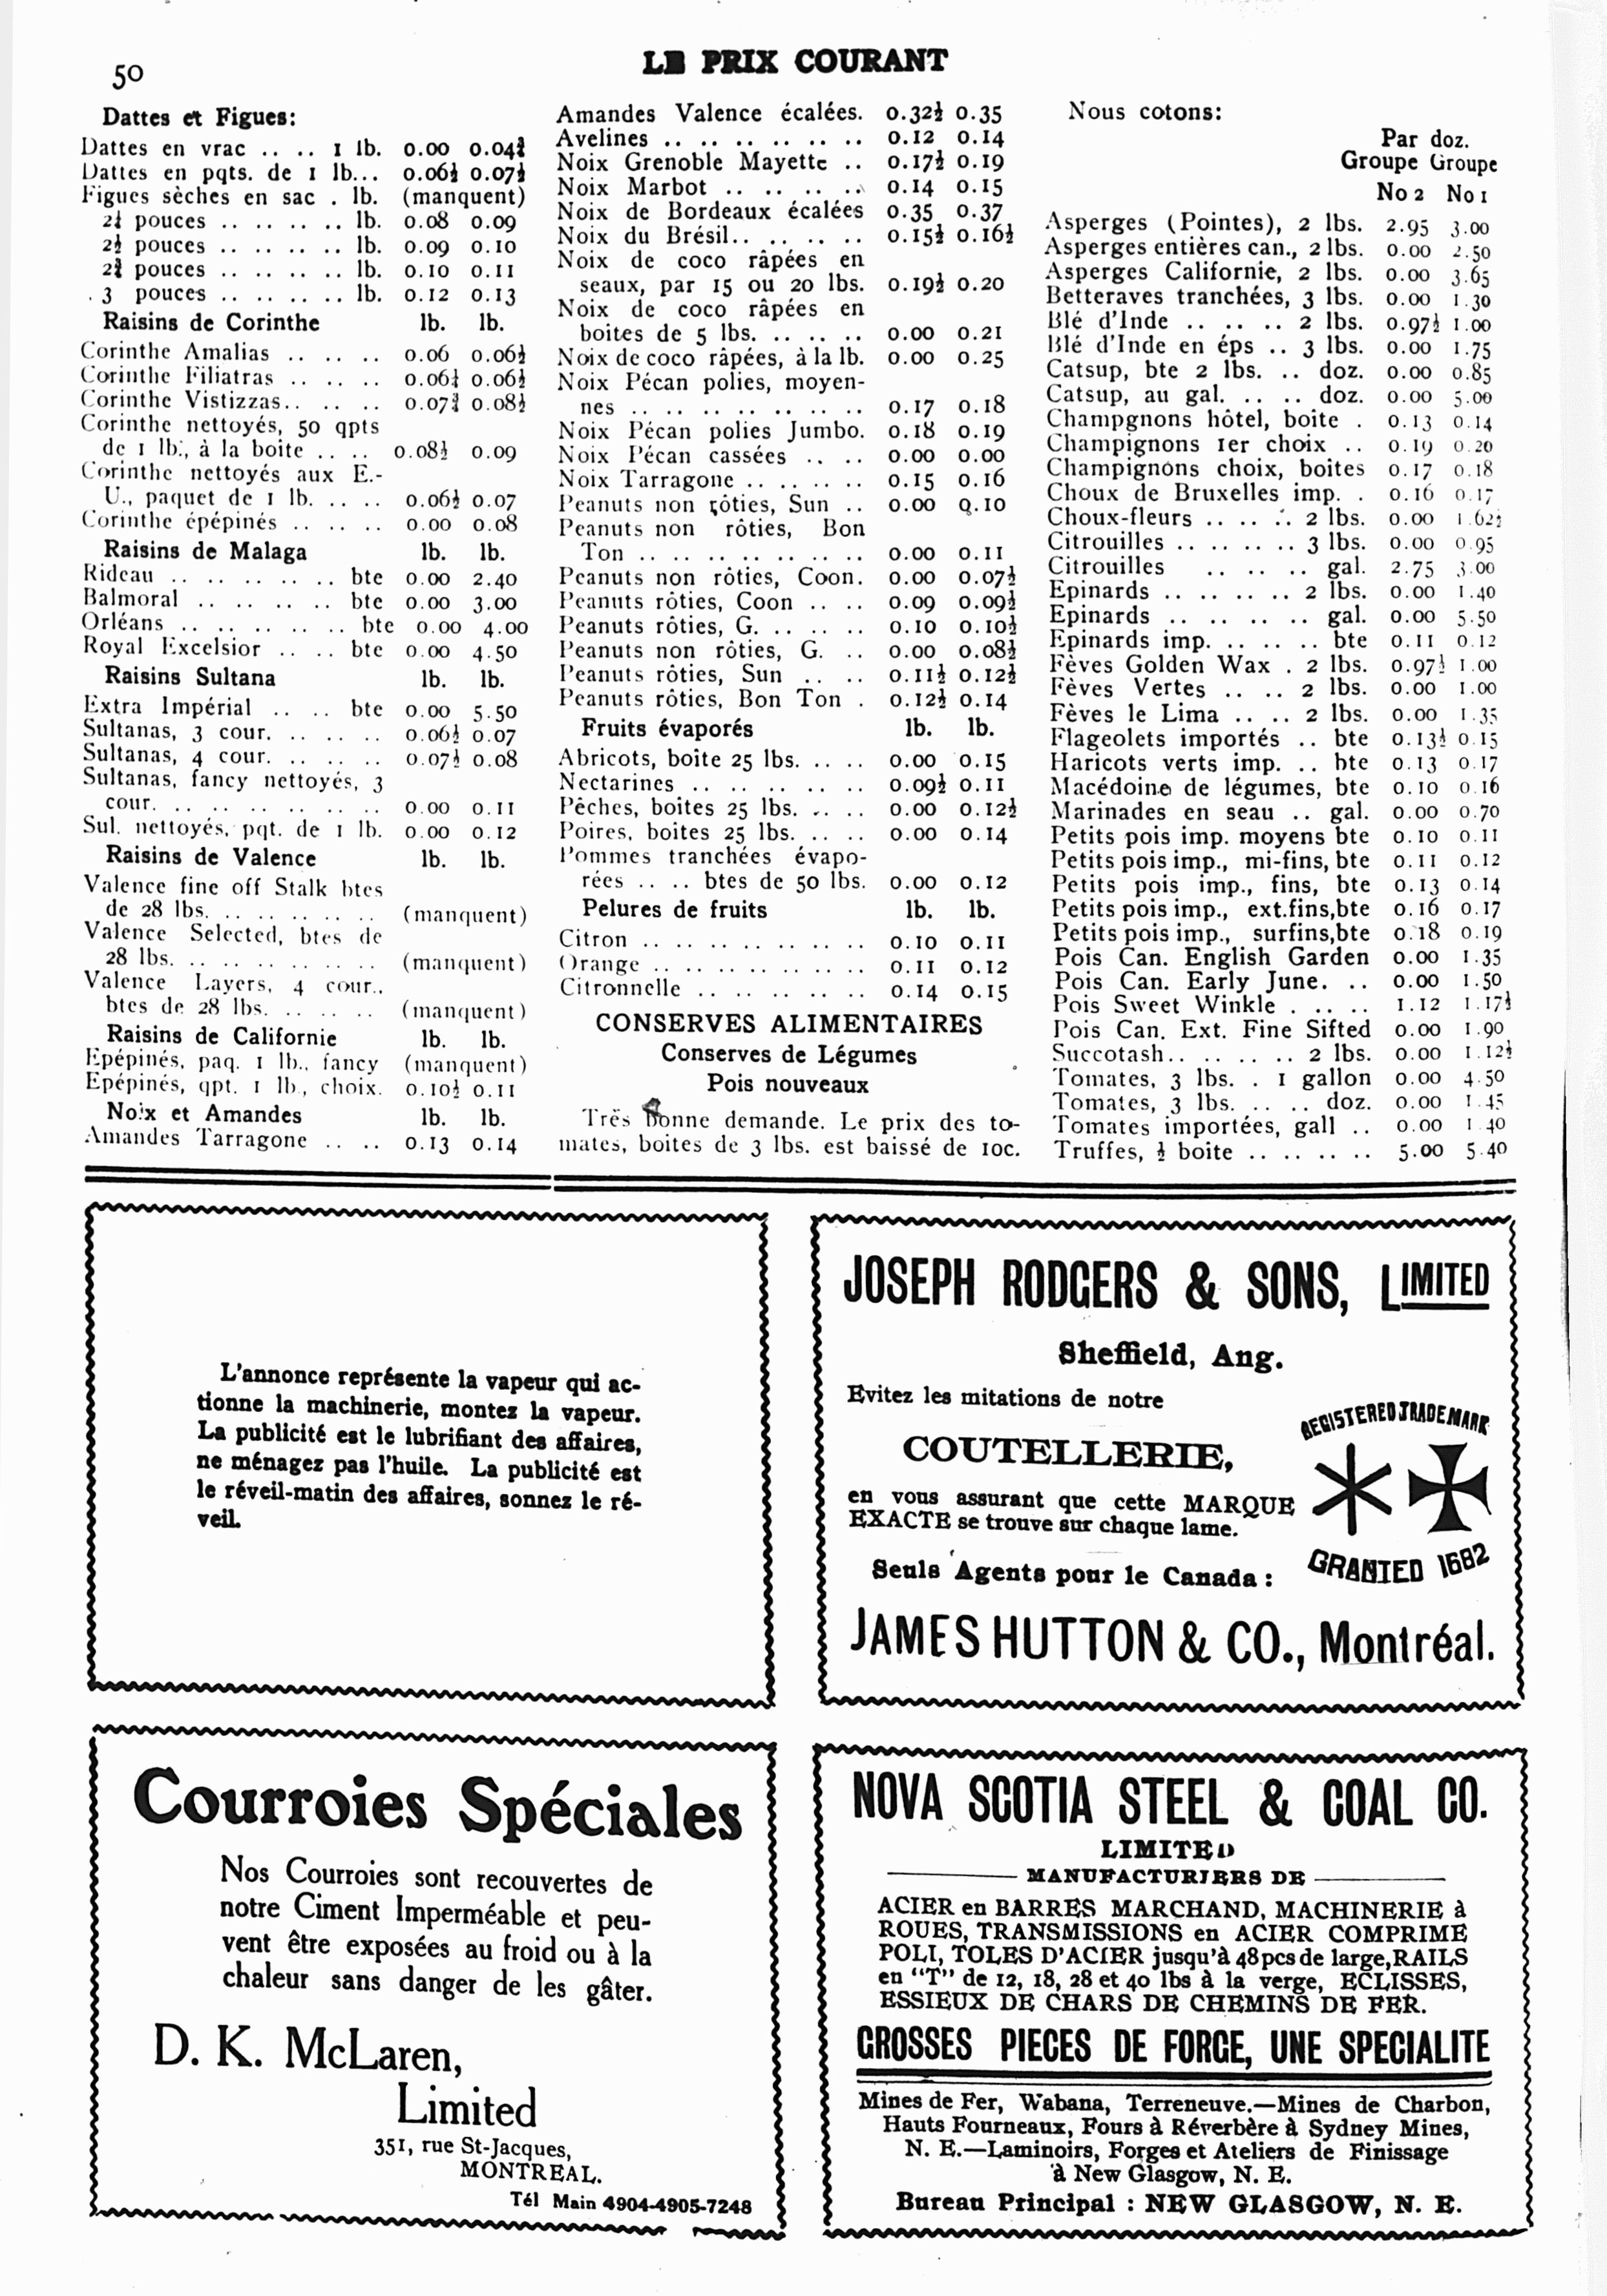 50
LE PRIX COURANT
Dattes et Figues:
Dattes en vrac .. .. 1 lb. 0.00 0.04¾
Dattes en pqts. de 1 lb... 0.06½ 0.07½
Figues sèches en sac . lb. (manquent)
2¼ pouces .. .. .. .. lb. 0.08 0.09
2½ pouces .. .. .. .. lb. 0.09 0.10
2¾ pouces .. .. .. .. lb. 0.10 0.11
3 pouces .. .. .. .. lb. 0.12 0.13
Raisins de Corinthe lb. lb.
Corinthe Amalias .. .. .. 0.06 0.06½
Corinthe Filiatras .. .. .. 0.06¼ 0.06½
Corinthe Vistizzas.. .. .. 0.07¾ 0.08½
Corinthe nettoyés, 50 qpts
de 1 lb., à la boite .. .. 0.08½ 0.09
Corinthe nettoyés aux E.-
U., paquet de 1 lb. .. .. 0.06½ 0.07
Corinthe épépinés .. .. .. 0.00 0.08
Raisins de Malaga lb. lb.
Rideau .. .. .. .. .. bte 0.00 2.40
Balmoral .. .. .. .. bte 0.00 3.00
Orléans .. .. .. .. .. bte 0.00 4.00
Royal Excelsior .. .. bte 0.00 4.50
Raisins Sultana lb. lb.
Extra Impérial .. .. bte 0.00 5.50
Sultanas, 3 cour. .. .. .. 0.06½ 0.07
Sultanas, 4 cour. .. .. .. 0.07½ 0.08
Sultanas, fancy nettoyés, 3
cour. .. .. .. .. .. .. 0.00 0.11
Sul. nettoyés, pqt. de 1 lb. 0.00 0.12
Raisins de Valence lb. lb.
Valence fine off Stalk btes
de 28 lbs. .. .. .. .. .. (manquent)
Valence Selected, btes de
28 lbs. .. .. .. .. .. .. (manquent)
Valence Layers, 4 cour.,
btes de 28 lbs. .. .. .. (manquent)
Raisins de Californie lb. lb.
Epépinés, paq. 1 lb., fancy (manquent)
Epépinés, qpt. 1 lb., choix. 0.10½ 0.11
Noix et Amandes lb. lb.
Amandes Tarragone .. .. 0.13 0.14
Amandes Valence écalées. 0.32½ 0.35
Avelines .. .. .. .. .. .. 0.12 0.14
Noix Grenoble Mayette .. 0.17½ 0.19
Noix Marbot .. .. .. .. 0.14 0.15
Noix de Bordeaux écalées 0.35 0.37
Noix du Brésil.. .. .. .. 0.15½ 0.16½
Noix de coco râpées en
seaux, par 15 ou 20 lbs. 0.19½ 0.20
Noix de coco râpées en
boites de 5 lbs. .. .. .. 0.00 0.21
Noix de coco râpées, à la lb. 0.00 0.25
Noix Pécan polies, moyen-
nes .. .. .. .. .. .. .. 0.17 0.18
Noix Pécan polies Jumbo. 0.18 0.19
Noix Pécan cassées .. .. 0.00 0.00
Noix Tarragone .. .. .. 0.15 0.16
Peanuts non rôties, Sun .. 0.00 0.10
Peanuts non rôties, Bon
Ton .. .. .. .. .. .. .. 0.00 0.11
Peanuts non rôties, Coon. 0.00 0.07½
Peanuts rôties, Coon .. .. 0.09 0.09½
Peanuts rôties, G. .. .. .. 0.10 0.10½
Peanuts non rôties, G. .. 0.00 0.08½
Peanuts rôties, Sun .. .. 0.11½ 0.12½
Peanuts rôties, Bon Ton . 0.12½ 0.14
Fruits évaporés lb. lb.
Abricots, boîte 25 lbs. .. .. 0.00 0.15
Nectarines .. .. .. .. .. 0.09½ 0.11
Pêches, boites 25 lbs. .. .. 0.00 0.12½
Poires, boites 25 lbs. .. .. 0.00 0.14
Pommes tranchées évapo-
rées .. .. btes de 50 lbs. 0.00 0.12
Pelures de fruits lb. lb.
Citron .. .. .. .. .. .. 0.10 0.11
Orange .. .. .. .. .. .. 0.11 0.12
Citronnelle .. .. .. .. .. 0.14 0.15
CONSERVES ALIMENTAIRES
Conserves de Légumes
Pois nouveaux
Très bonne demande. Le prix des to-
mates, boites de 3 lbs. est baissé de 10c.
Nous cotons:
Par doz.
Groupe Groupe
No 2 No 1
Asperges (Pointes), 2 lbs. 2.95 3.00
Asperges entières can., 2 lbs. 0.00 2.50
Asperges Californie, 2 lbs. 0.00 3.65
Betteraves tranchées, 3 lbs. 0.00 1.30
Blé d'Inde .. .. .. 2 lbs. 0.97½ 1.00
Blé d'Inde en éps .. 3 lbs. 0.00 1.75
Catsup, bte 2 lbs. .. doz. 0.00 0.85
Catsup, au gal. .. .. doz. 0.00 5.00
Champgnons hôtel, boite . 0.13 0.14
Champignons 1er choix .. 0.19 0.20
Champignons choix, boites 0.17 0.18
Choux de Bruxelles imp. . 0.16 0.17
Choux-fleurs .. .. .. 2 lbs. 0.00 1.62½
Citrouilles .. .. .. .. 3 lbs. 0.00 0.95
Citrouilles .. .. .. gal. 2.75 3.00
Epinards .. .. .. .. 2 lbs. 0.00 1.40
Epinards .. .. .. .. gal. 0.00 5.50
Epinards imp. .. .. .. bte 0.11 0.12
Fèves Golden Wax . 2 lbs. 0.97½ 1.00
Fèves Vertes .. .. 2 lbs. 0.00 1.00
Fèves le Lima .. .. 2 lbs. 0.00 1.35
Flageolets importés .. bte 0.13½ 0.15
Haricots verts imp. .. bte 0.13 0.17
Macédoine de légumes, bte 0.10 0.16
Marinades en seau .. gal. 0.00 0.70
Petits pois imp. moyens bte 0.10 0.11
Petits pois imp., mi-fins, bte 0.11 0.12
Petits pois imp., fins, bte 0.13 0.14
Petits pois imp., ext.fins,bte 0.16 0.17
Petits pois imp., surfins,bte 0.18 0.19
Pois Can. English Garden 0.00 1.35
Pois Can. Early June. .. 0.00 1.50
Pois Sweet Winkle . .. .. 1.12 1.17½
Pois Can. Ext. Fine Sifted 0.00 1.90
Succotash.. .. .. .. 2 lbs. 0.00 1.12½
Tomates, 3 lbs. . 1 gallon 0.00 4.50
Tomates, 3 lbs. .. .. doz. 0.00 1.45
Tomates importées, gall .. 0.00 1.40
Truffes, ½ boite .. .. .. 5.00 5.40
L'annonce représente la vapeur qui ac-
tionne la machinerie, montez la vapeur.
La publicité est le lubrifiant des affaires,
ne ménagez pas l'huile. La publicité est
le réveil-matin des affaires, sonnez le ré-
veil.
JOSEPH RODGERS & SONS, LIMITED
Sheffield, Ang.
Evitez les mitations de notre
COUTELLERIE,
en vous assurant que cette MARQUE
EXACTE se trouve sur chaque lame.
REGISTERED TRADE MARK
GRANTED 1682
Seuls Agents pour le Canada :
JAMES HUTTON & CO., Montréal.
Courroies Spéciales
Nos Courroies sont recouvertes de
notre Ciment Imperméable et peu-
vent être exposées au froid ou à la
chaleur sans danger de les gâter.
D. K. McLaren,
Limited
351, rue St-Jacques,
MONTREAL.
Tél Main 4904-4905-7248
NOVA SCOTIA STEEL & COAL CO.
LIMITED
MANUFACTURIERS DE
ACIER en BARRES MARCHAND, MACHINERIE à
ROUES, TRANSMISSIONS en ACIER COMPRIME
POLI, TOLES D'ACIER jusqu'à 48 pcs de large, RAILS
en "T" de 12, 18, 28 et 40 lbs à la verge, ECLISSES,
ESSIEUX DE CHARS DE CHEMINS DE FER.
GROSSES PIECES DE FORGE, UNE SPECIALITE
Mines de Fer, Wabana, Terreneuve.—Mines de Charbon,
Hauts Fourneaux, Fours à Réverbère à Sydney Mines,
N. E.—Laminoirs, Forges et Ateliers de Finissage
à New Glasgow, N. E.
Bureau Principal : NEW GLASGOW, N. E.